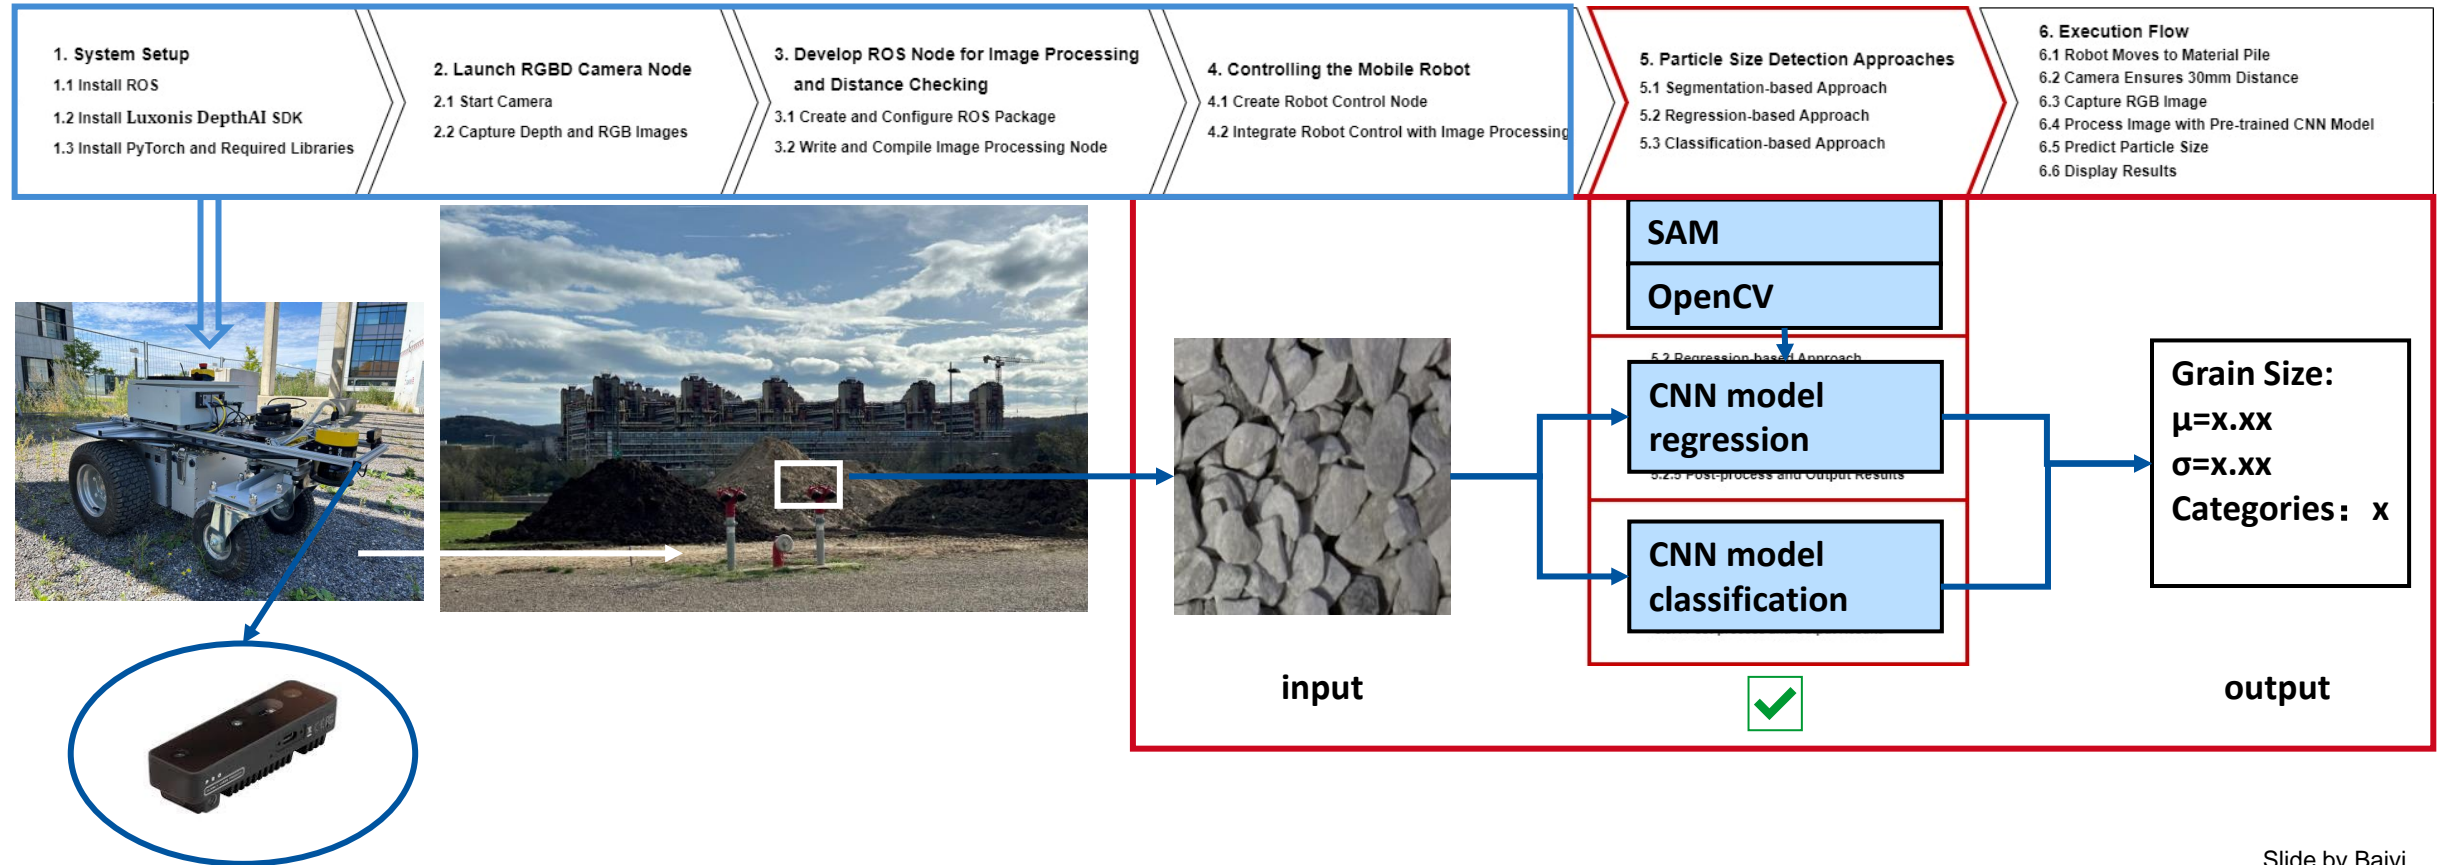 1. System Setup
1.1 Install ROS
1.2 Install Luxonis DepthAI SDK
1.3 Install PyTorch and Required Libraries
2. Launch RGBD Camera Node
2.1 Start Camera
2.2 Capture Depth and RGB Images
3. Develop ROS Node for Image Processing
and Distance Checking
3.1 Create and Configure ROS Package
3.2 Write and Compile Image Processing Node
4. Controlling the Mobile Robot
4.1 Create Robot Control Node
4.2 Integrate Robot Control with Image Processing
5. Particle Size Detection Approaches
5.1 Segmentation-based Approach
5.2 Regression-based Approach
5.3 Classification-based Approach
6. Execution Flow
6.1 Robot Moves to Material Pile
6.2 Camera Ensures 30mm Distance
6.3 Capture RGB Image
6.4 Process Image with Pre-trained CNN Model
6.5 Predict Particle Size
6.6 Display Results
SAM
OpenCV
5.2 Regression-based Approach
CNN model
regression
5.2.5 Post-process and Output Results
CNN model
classification
Grain Size:
μ=x.xx
σ=x.xx
Categories：x
input
output
Slide by Baiyi